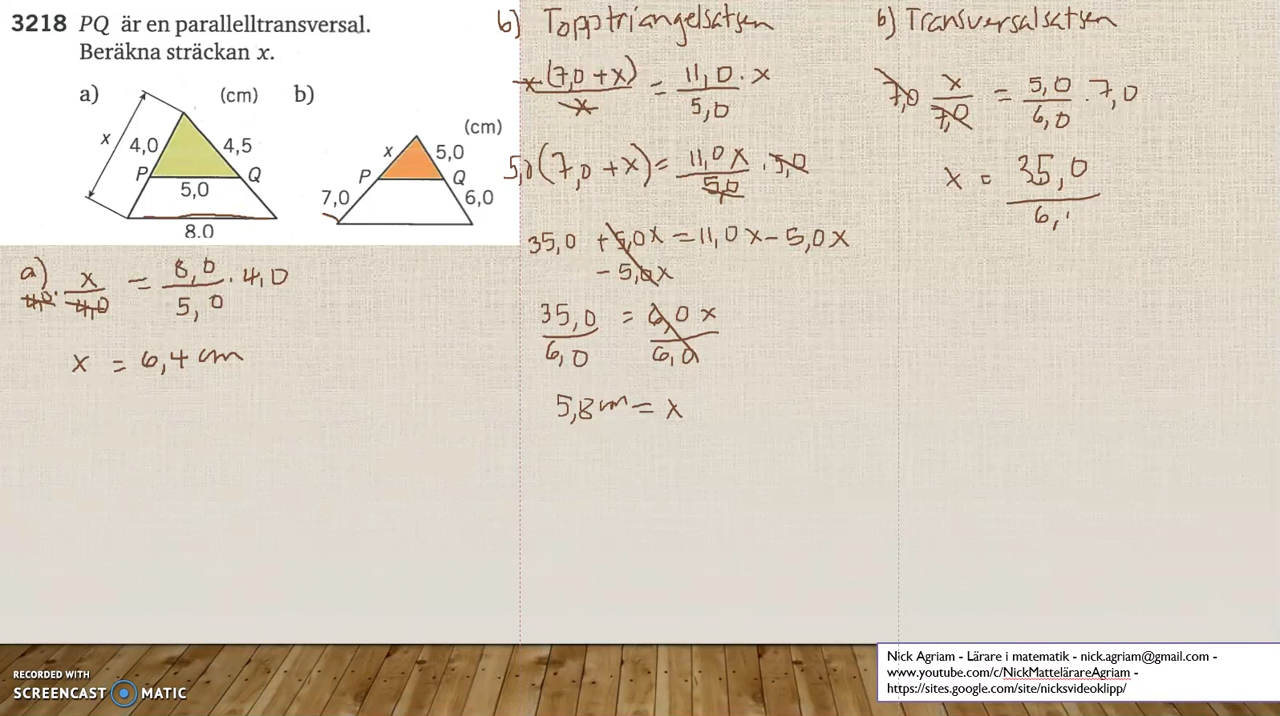 3218 PQ är en parallelltransversal.
Beräkna sträckan x.
a) (cm)
x 4,0 4,5
P Q
5,0
8.0
b) (cm)
x 5,0
P Q
7,0 6,0
a) 4,0 · x / 4,0 = 8,0 / 5,0 · 4,0
x = 6,4 cm
b) Topptriangelsatsen
x (7,0 + x) / x = 11,0 · x / 5,0
5,0 (7,0 + x) = 11,0 x / 5,0 · 5,0
35,0 + 5,0x = 11,0x - 5,0x
- 5,0x
35,0 / 6,0 = 6,0 x / 6,0
5,8 cm = x
b) Transversalsatsen
7,0 x / 7,0 = 5,0 / 6,0 · 7,0
x = 35,0 / 6,
RECORDED WITH
SCREENCAST MATIC
Nick Agriam - Lärare i matematik - nick.agriam@gmail.com -
www.youtube.com/c/NickMattelärareAgriam -
https://sites.google.com/site/nicksvideoklipp/